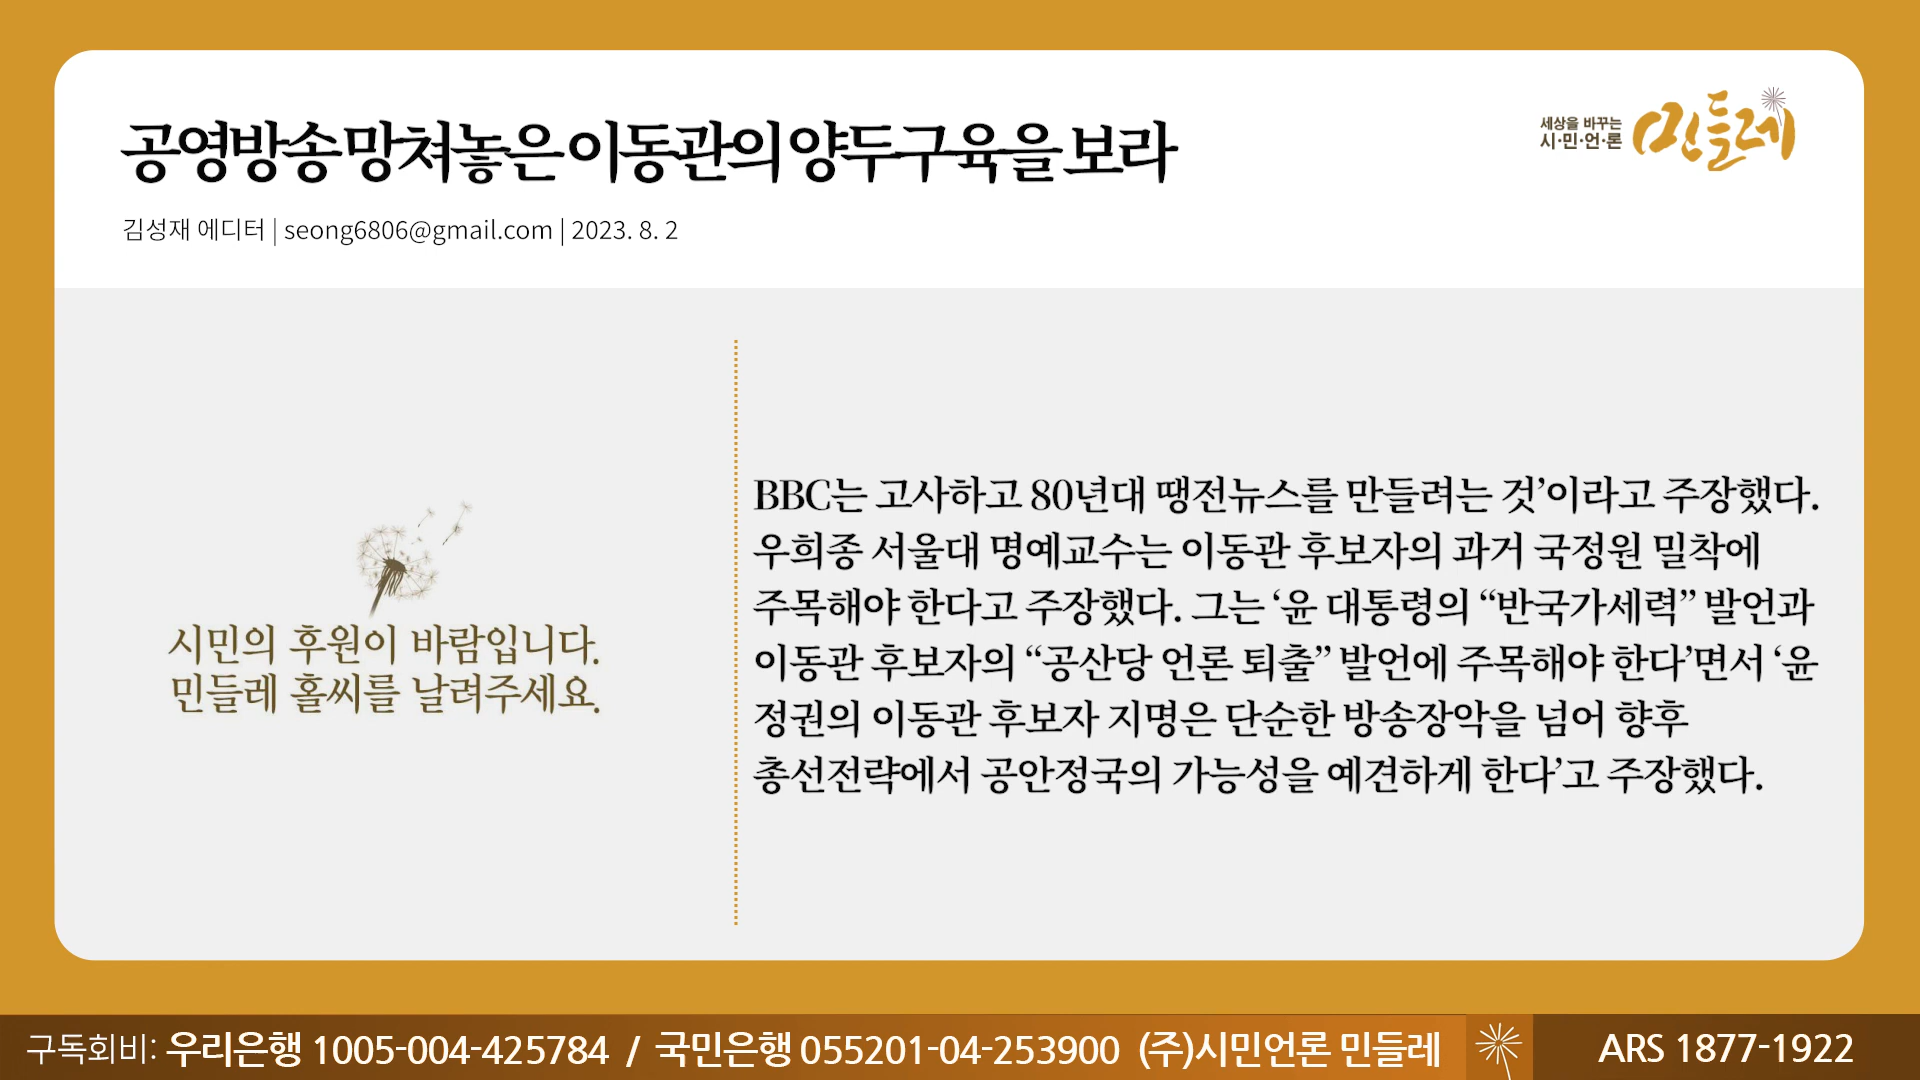 공영방송 망쳐놓은 이동관의 양두구육을 보라
세상을 바꾸는
시·민·언·론
민들레
김성재 에디터 | seong6806@gmail.com | 2023. 8. 2
BBC는 고사하고 80년대 땡전뉴스를 만들려는 것’이라고 주장했다.
우희종 서울대 명예교수는 이동관 후보자의 과거 국정원 밀착에
주목해야 한다고 주장했다. 그는 ‘윤 대통령의 “반국가세력” 발언과
이동관 후보자의 “공산당 언론 퇴출” 발언에 주목해야 한다’면서 ‘윤
정권의 이동관 후보자 지명은 단순한 방송장악을 넘어 향후
총선전략에서 공안정국의 가능성을 예견하게 한다’고 주장했다.
시민의 후원이 바람입니다.
민들레 홀씨를 날려주세요.
구독회비: 우리은행 1005-004-425784 / 국민은행 055201-04-253900 (주)시민언론 민들레
ARS 1877-1922